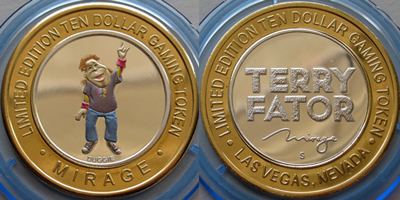 LIMITED EDITION TEN DOLLAR GAMING TOKEN
DUGGIE
• MIRAGE •
LIMITED EDITION TEN DOLLAR GAMING TOKEN
TERRY
FATOR
mirage
S
• LAS VEGAS, NEVADA •